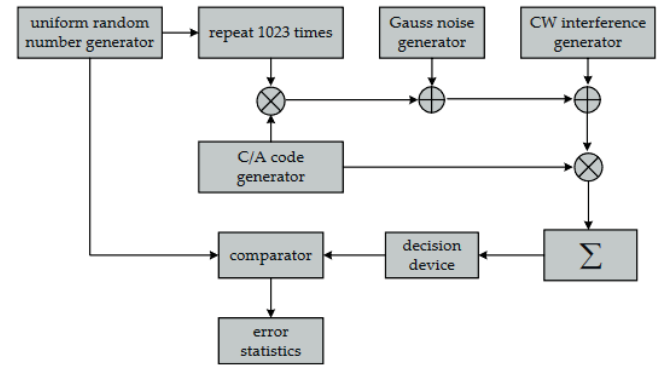 uniform random
number generator
repeat 1023 times
Gauss noise
generator
CW interference
generator
C/A code
generator
comparator
decision
device
Σ
error
statistics